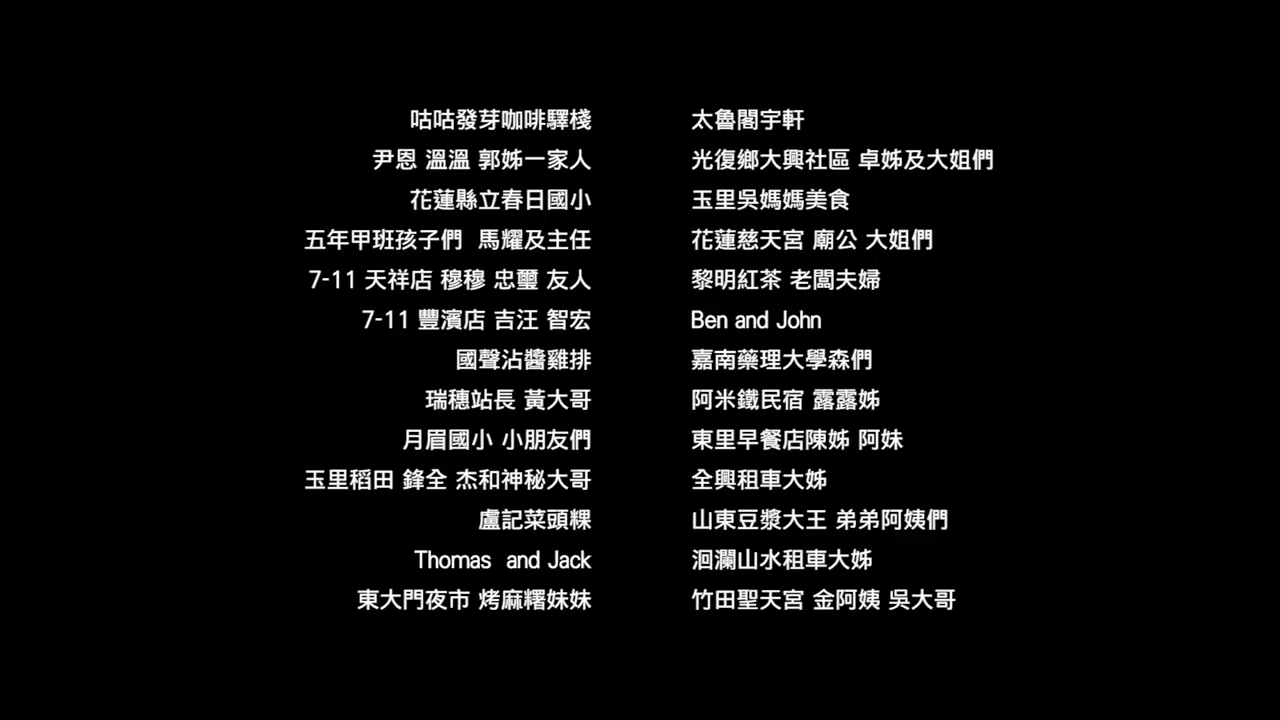 咕咕發芽咖啡驛棧
尹恩 溫溫 郭姊一家人
花蓮縣立春日國小
五年甲班孩子們 馬耀及主任
7-11 天祥店 穆穆 忠璽 友人
7-11 豐濱店 吉汪 智宏
國聲沾醬雞排
瑞穗站長 黃大哥
月眉國小 小朋友們
玉里稻田 鋒全 杰和神秘大哥
盧記菜頭粿
Thomas and Jack
東大門夜市 烤麻糬妹妹
太魯閣宇軒
光復鄉大興社區 卓姊及大姐們
玉里吳媽媽美食
花蓮慈天宮 廟公 大姐們
黎明紅茶 老闆夫婦
Ben and John
嘉南藥理大學森們
阿米鐵民宿 露露姊
東里早餐店陳姊 阿妹
全興租車大姊
山東豆漿大王 弟弟阿姨們
洄瀾山水租車大姊
竹田聖天宮 金阿姨 吳大哥